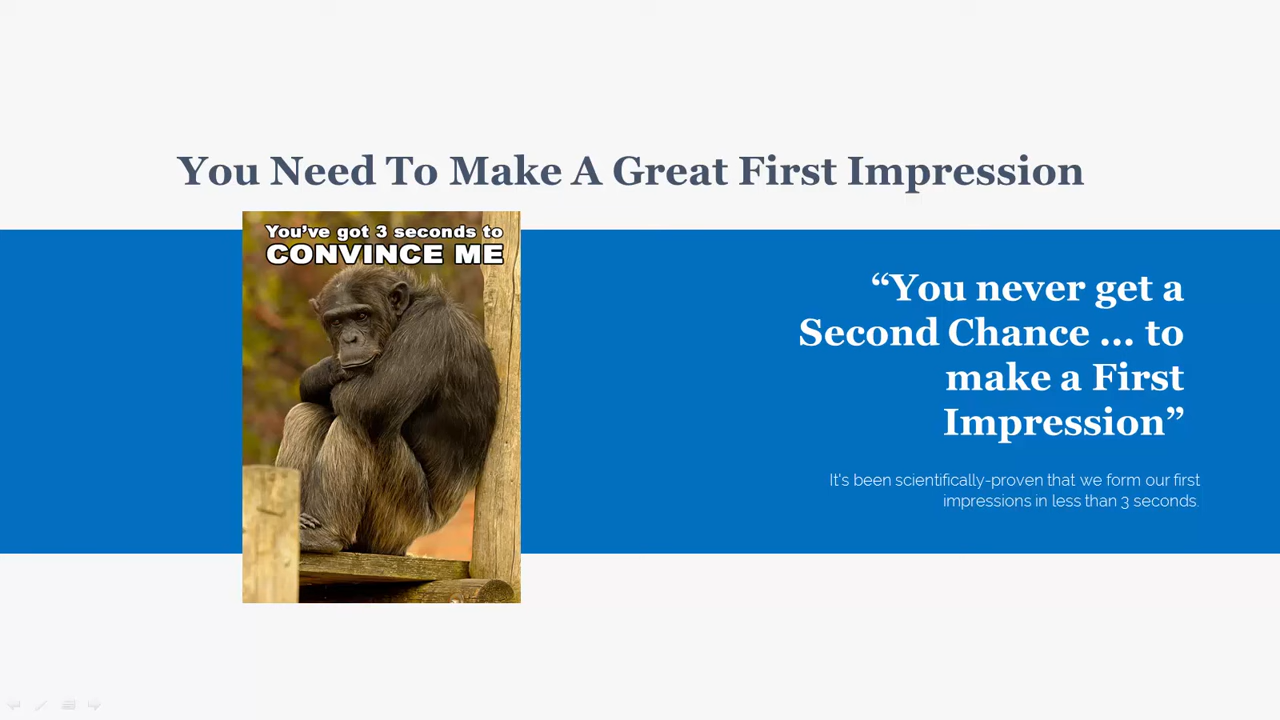 You Need To Make A Great First Impression
You've got 3 seconds to
CONVINCE ME
“You never get a
Second Chance ... to
make a First
Impression”
It's been scientifically-proven that we form our first
impressions in less than 3 seconds.